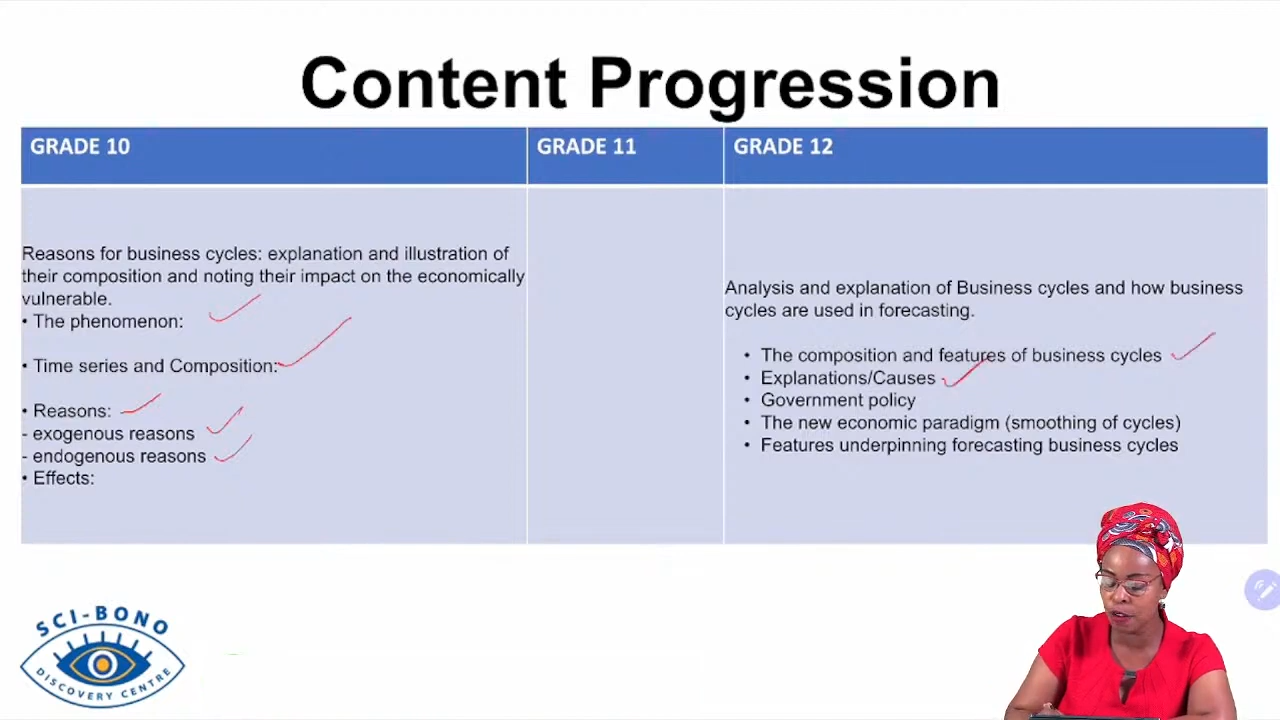 Content Progression
GRADE 10
GRADE 11
GRADE 12
Reasons for business cycles: explanation and illustration of
their composition and noting their impact on the economically
vulnerable.
• The phenomenon:
• Time series and Composition:
• Reasons:
- exogenous reasons
- endogenous reasons
• Effects:
Analysis and explanation of Business cycles and how business
cycles are used in forecasting.
• The composition and features of business cycles
• Explanations/Causes
• Government policy
• The new economic paradigm (smoothing of cycles)
• Features underpinning forecasting business cycles
SCI-BONO
DISCOVERY CENTRE